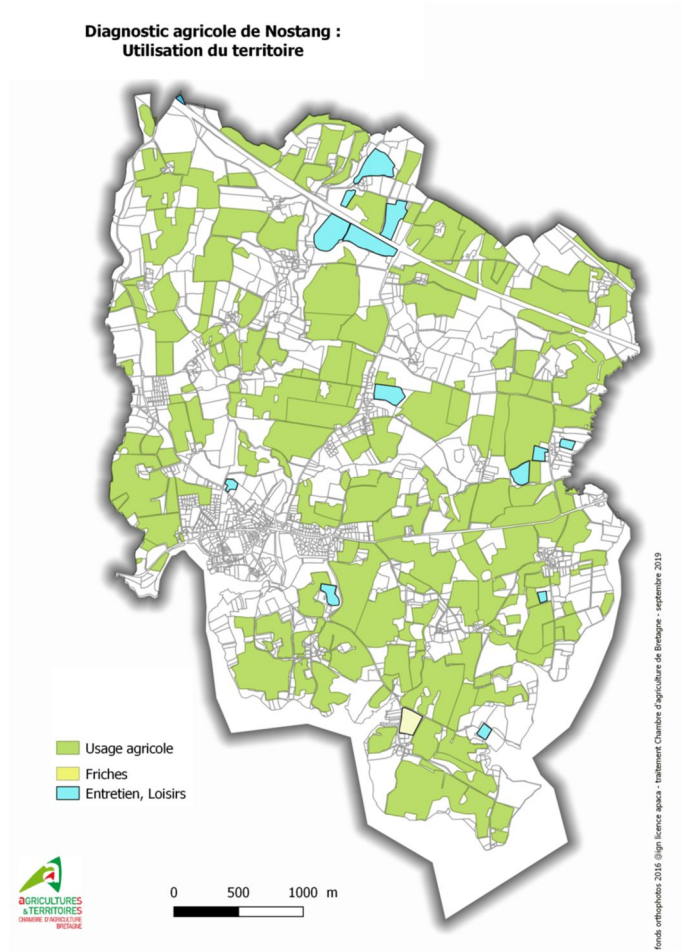 Diagnostic agricole de Nostang :
Utilisation du territoire
Usage agricole
Friches
Entretien, Loisirs
0 500 1000 m
aGRICULTURES
& TERRITOIRES
CHAMBRE D'AGRICULTURE
BRETAGNE
fonds orthophotos 2016 @ign licence apaca - traitement Chambre d'agriculture de Bretagne - septembre 2019